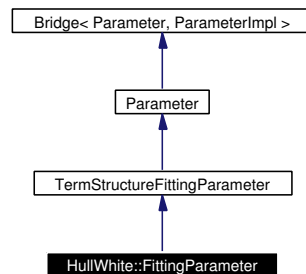 Bridge< Parameter, ParameterImpl >
Parameter
TermStructureFittingParameter
HullWhite::FittingParameter